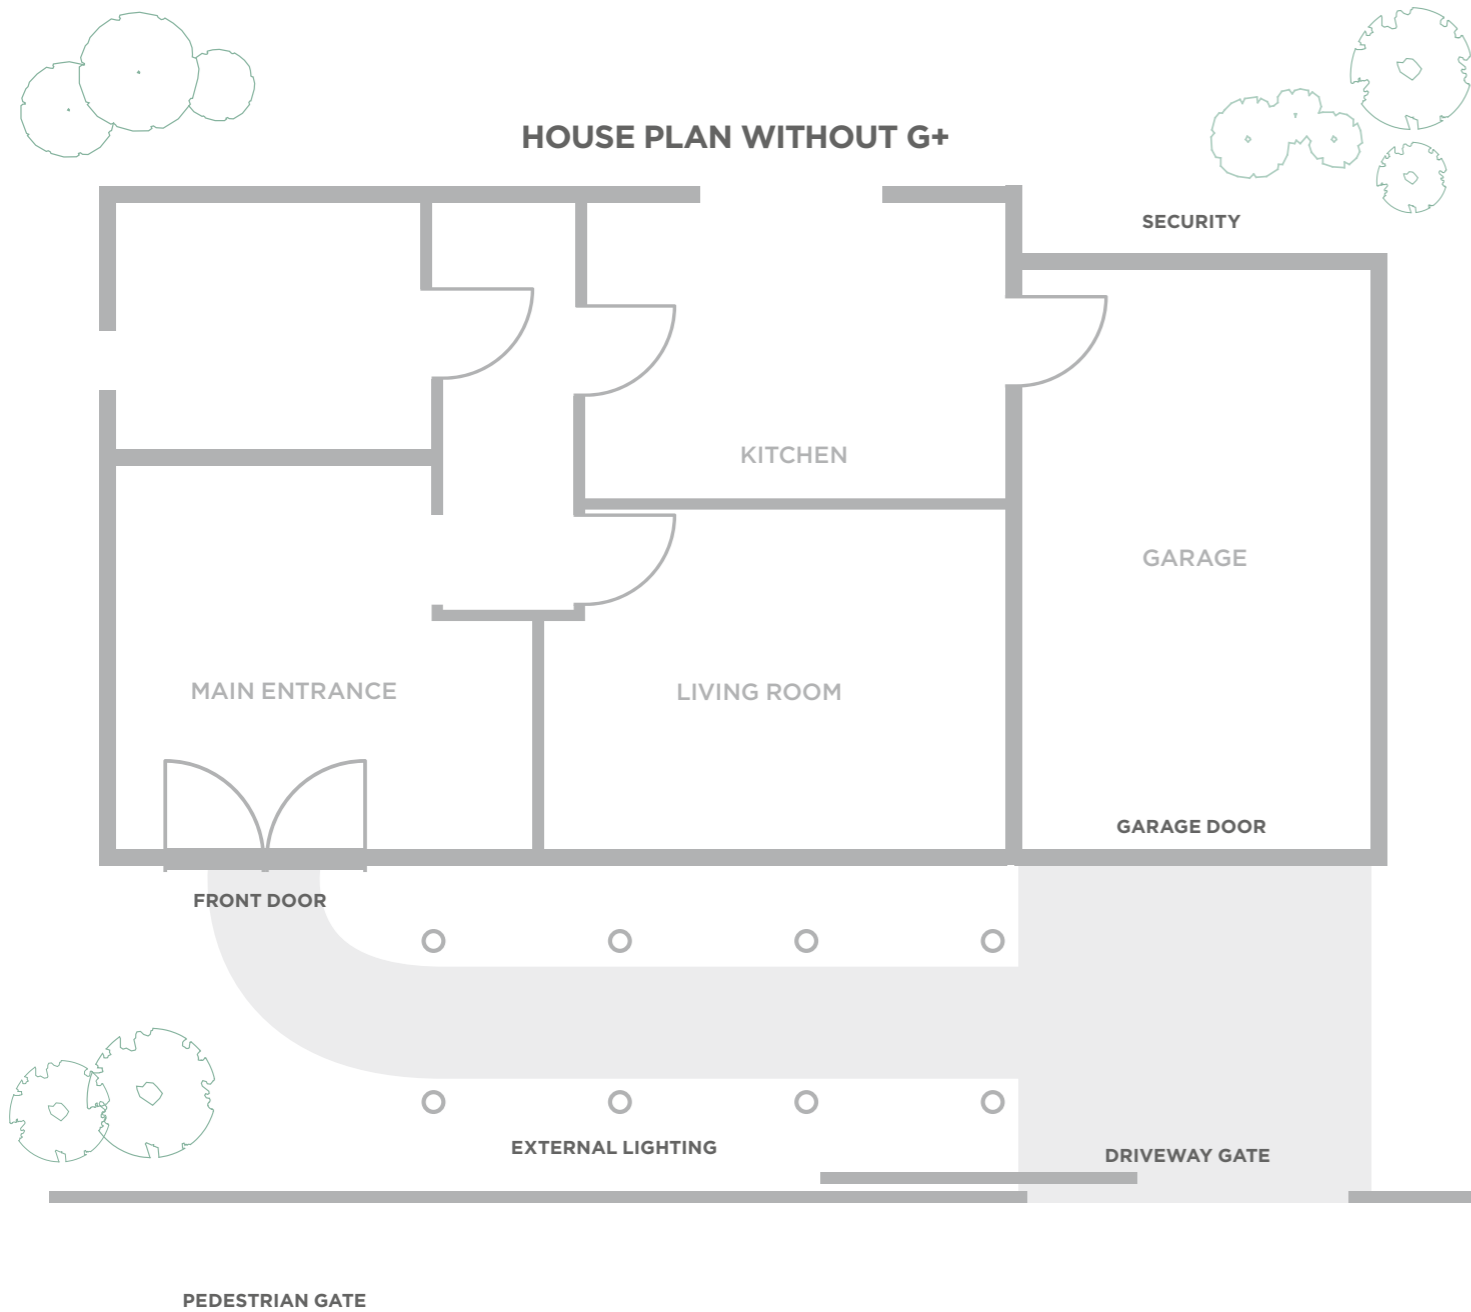 HOUSE PLAN WITHOUT G+
SECURITY
KITCHEN
GARAGE
MAIN ENTRANCE
LIVING ROOM
GARAGE DOOR
FRONT DOOR
EXTERNAL LIGHTING
DRIVEWAY GATE
PEDESTRIAN GATE